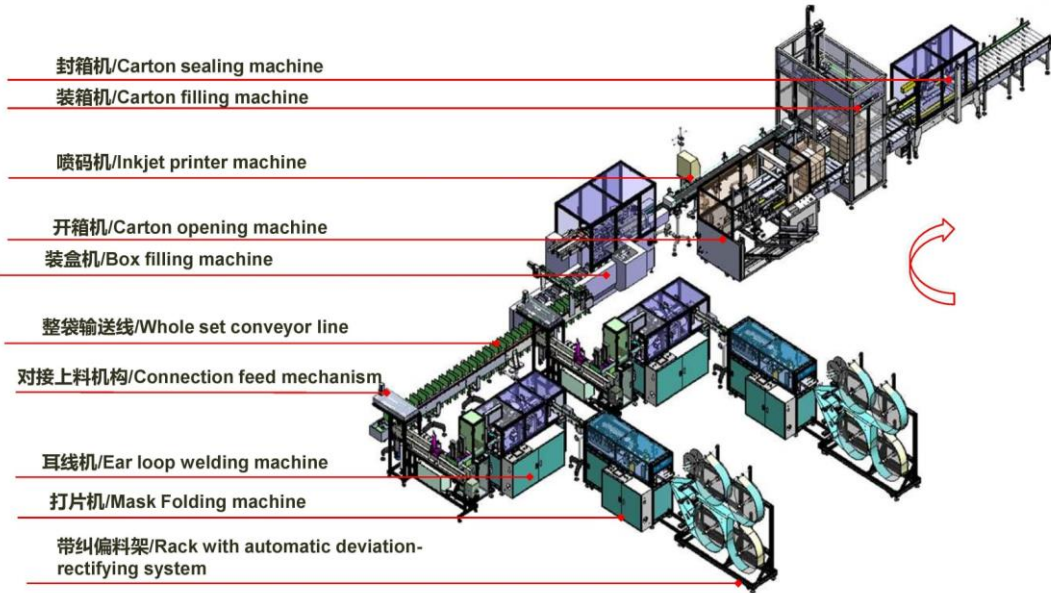 封箱机/Carton sealing machine
装箱机/Carton filling machine
喷码机/Inkjet printer machine
开箱机/Carton opening machine
装盒机/Box filling machine
整袋输送线/Whole set conveyor line
对接上料机构/Connection feed mechanism
耳线机/Ear loop welding machine
打片机/Mask Folding machine
带纠偏料架/Rack with automatic deviation-
rectifying system